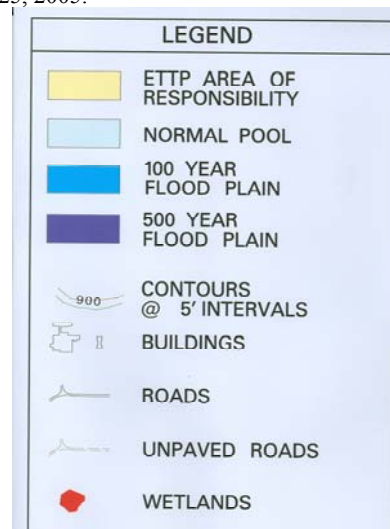 LEGEND
ETTP AREA OF
RESPONSIBILITY
NORMAL POOL
100 YEAR
FLOOD PLAIN
500 YEAR
FLOOD PLAIN
900
CONTOURS
@ 5' INTERVALS
BUILDINGS
ROADS
UNPAVED ROADS
WETLANDS